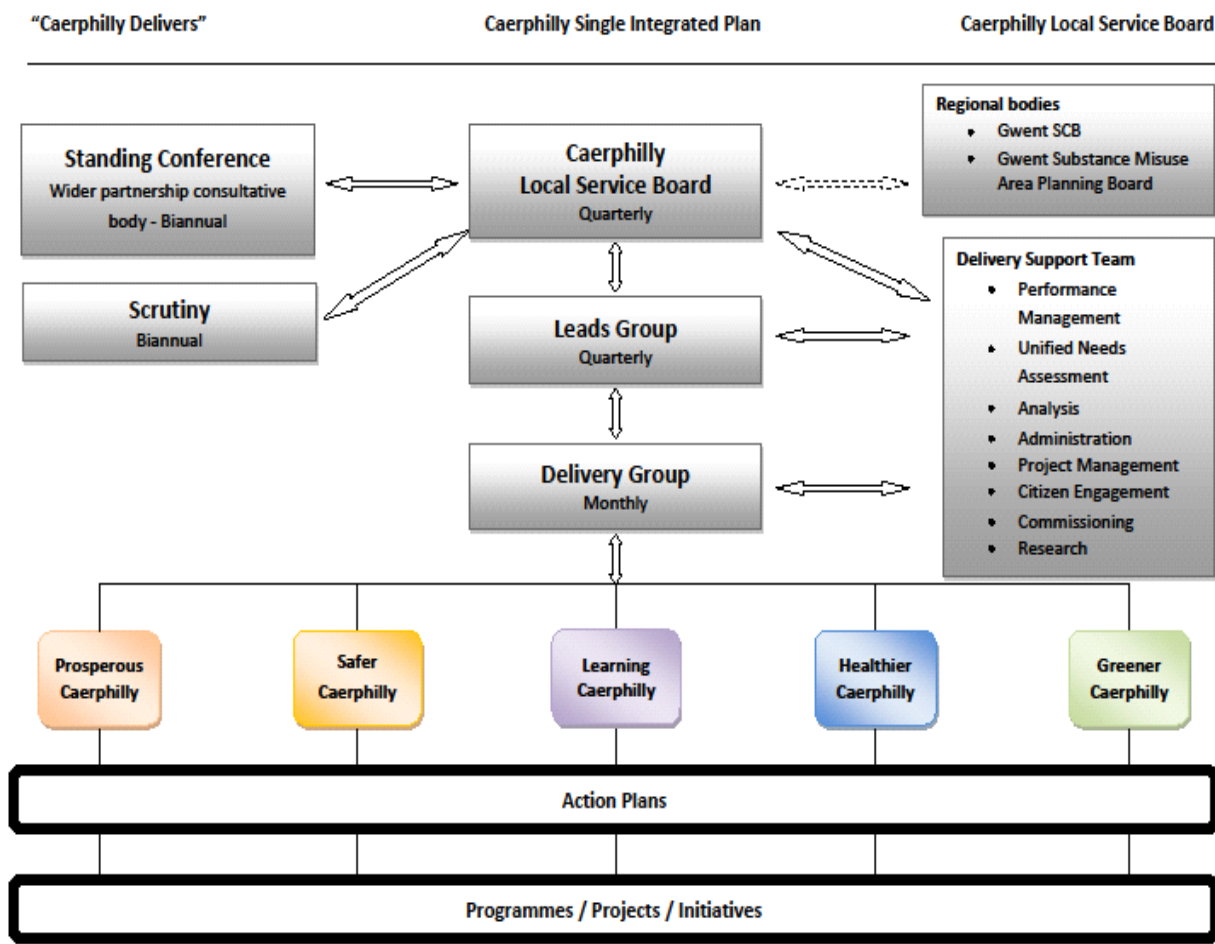 “Caerphilly Delivers”
Caerphilly Single Integrated Plan
Caerphilly Local Service Board
Standing Conference
Wider partnership consultative
body - Biannual
Scrutiny
Biannual
Caerphilly
Local Service Board
Quarterly
Leads Group
Quarterly
Delivery Group
Monthly
Regional bodies
• Gwent SCB
• Gwent Substance Misuse
Area Planning Board
Delivery Support Team
• Performance
Management
• Unified Needs
Assessment
• Analysis
• Administration
• Project Management
• Citizen Engagement
• Commissioning
• Research
Prosperous
Caerphilly
Safer
Caerphilly
Learning
Caerphilly
Healthier
Caerphilly
Greener
Caerphilly
Action Plans
Programmes / Projects / Initiatives